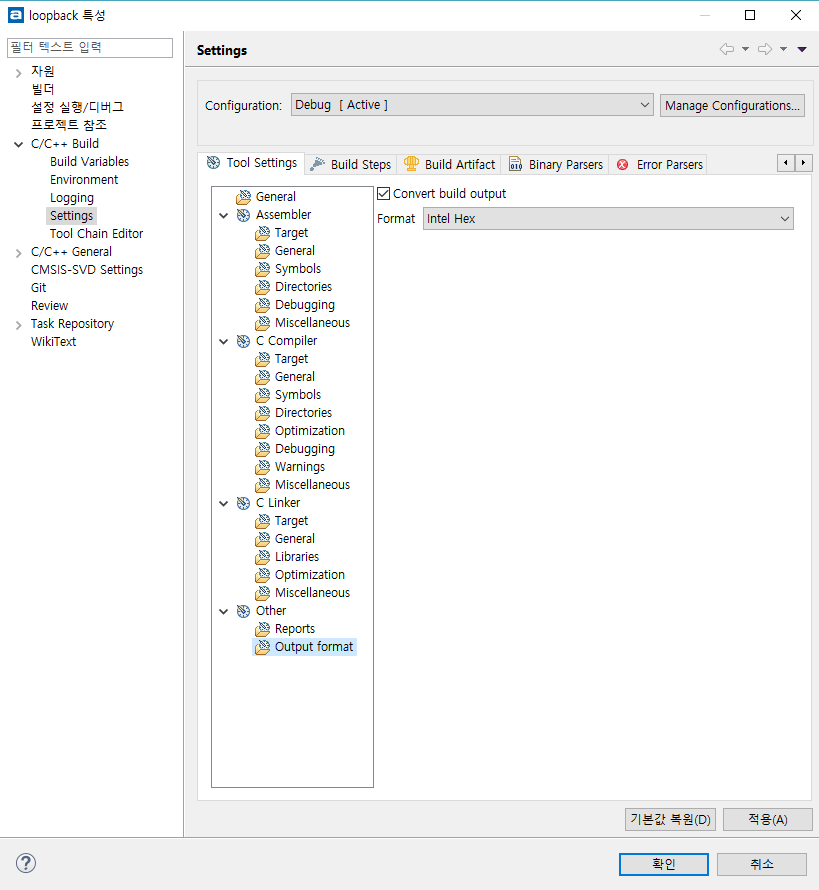 loopback 특성
필터 텍스트 입력
자원
빌더
설정 실행/디버그
프로젝트 참조
C/C++ Build
Build Variables
Environment
Logging
Settings
Tool Chain Editor
C/C++ General
CMSIS-SVD Settings
Git
Review
Task Repository
WikiText
Settings
Configuration: Debug [ Active ] Manage Configurations...
Tool Settings Build Steps Build Artifact Binary Parsers Error Parsers
General
Assembler
Target
General
Symbols
Directories
Debugging
Miscellaneous
C Compiler
Target
General
Symbols
Directories
Optimization
Debugging
Warnings
Miscellaneous
C Linker
Target
General
Libraries
Optimization
Miscellaneous
Other
Reports
Output format
Convert build output
Format Intel Hex
기본값 복원(D) 적용(A)
확인 취소